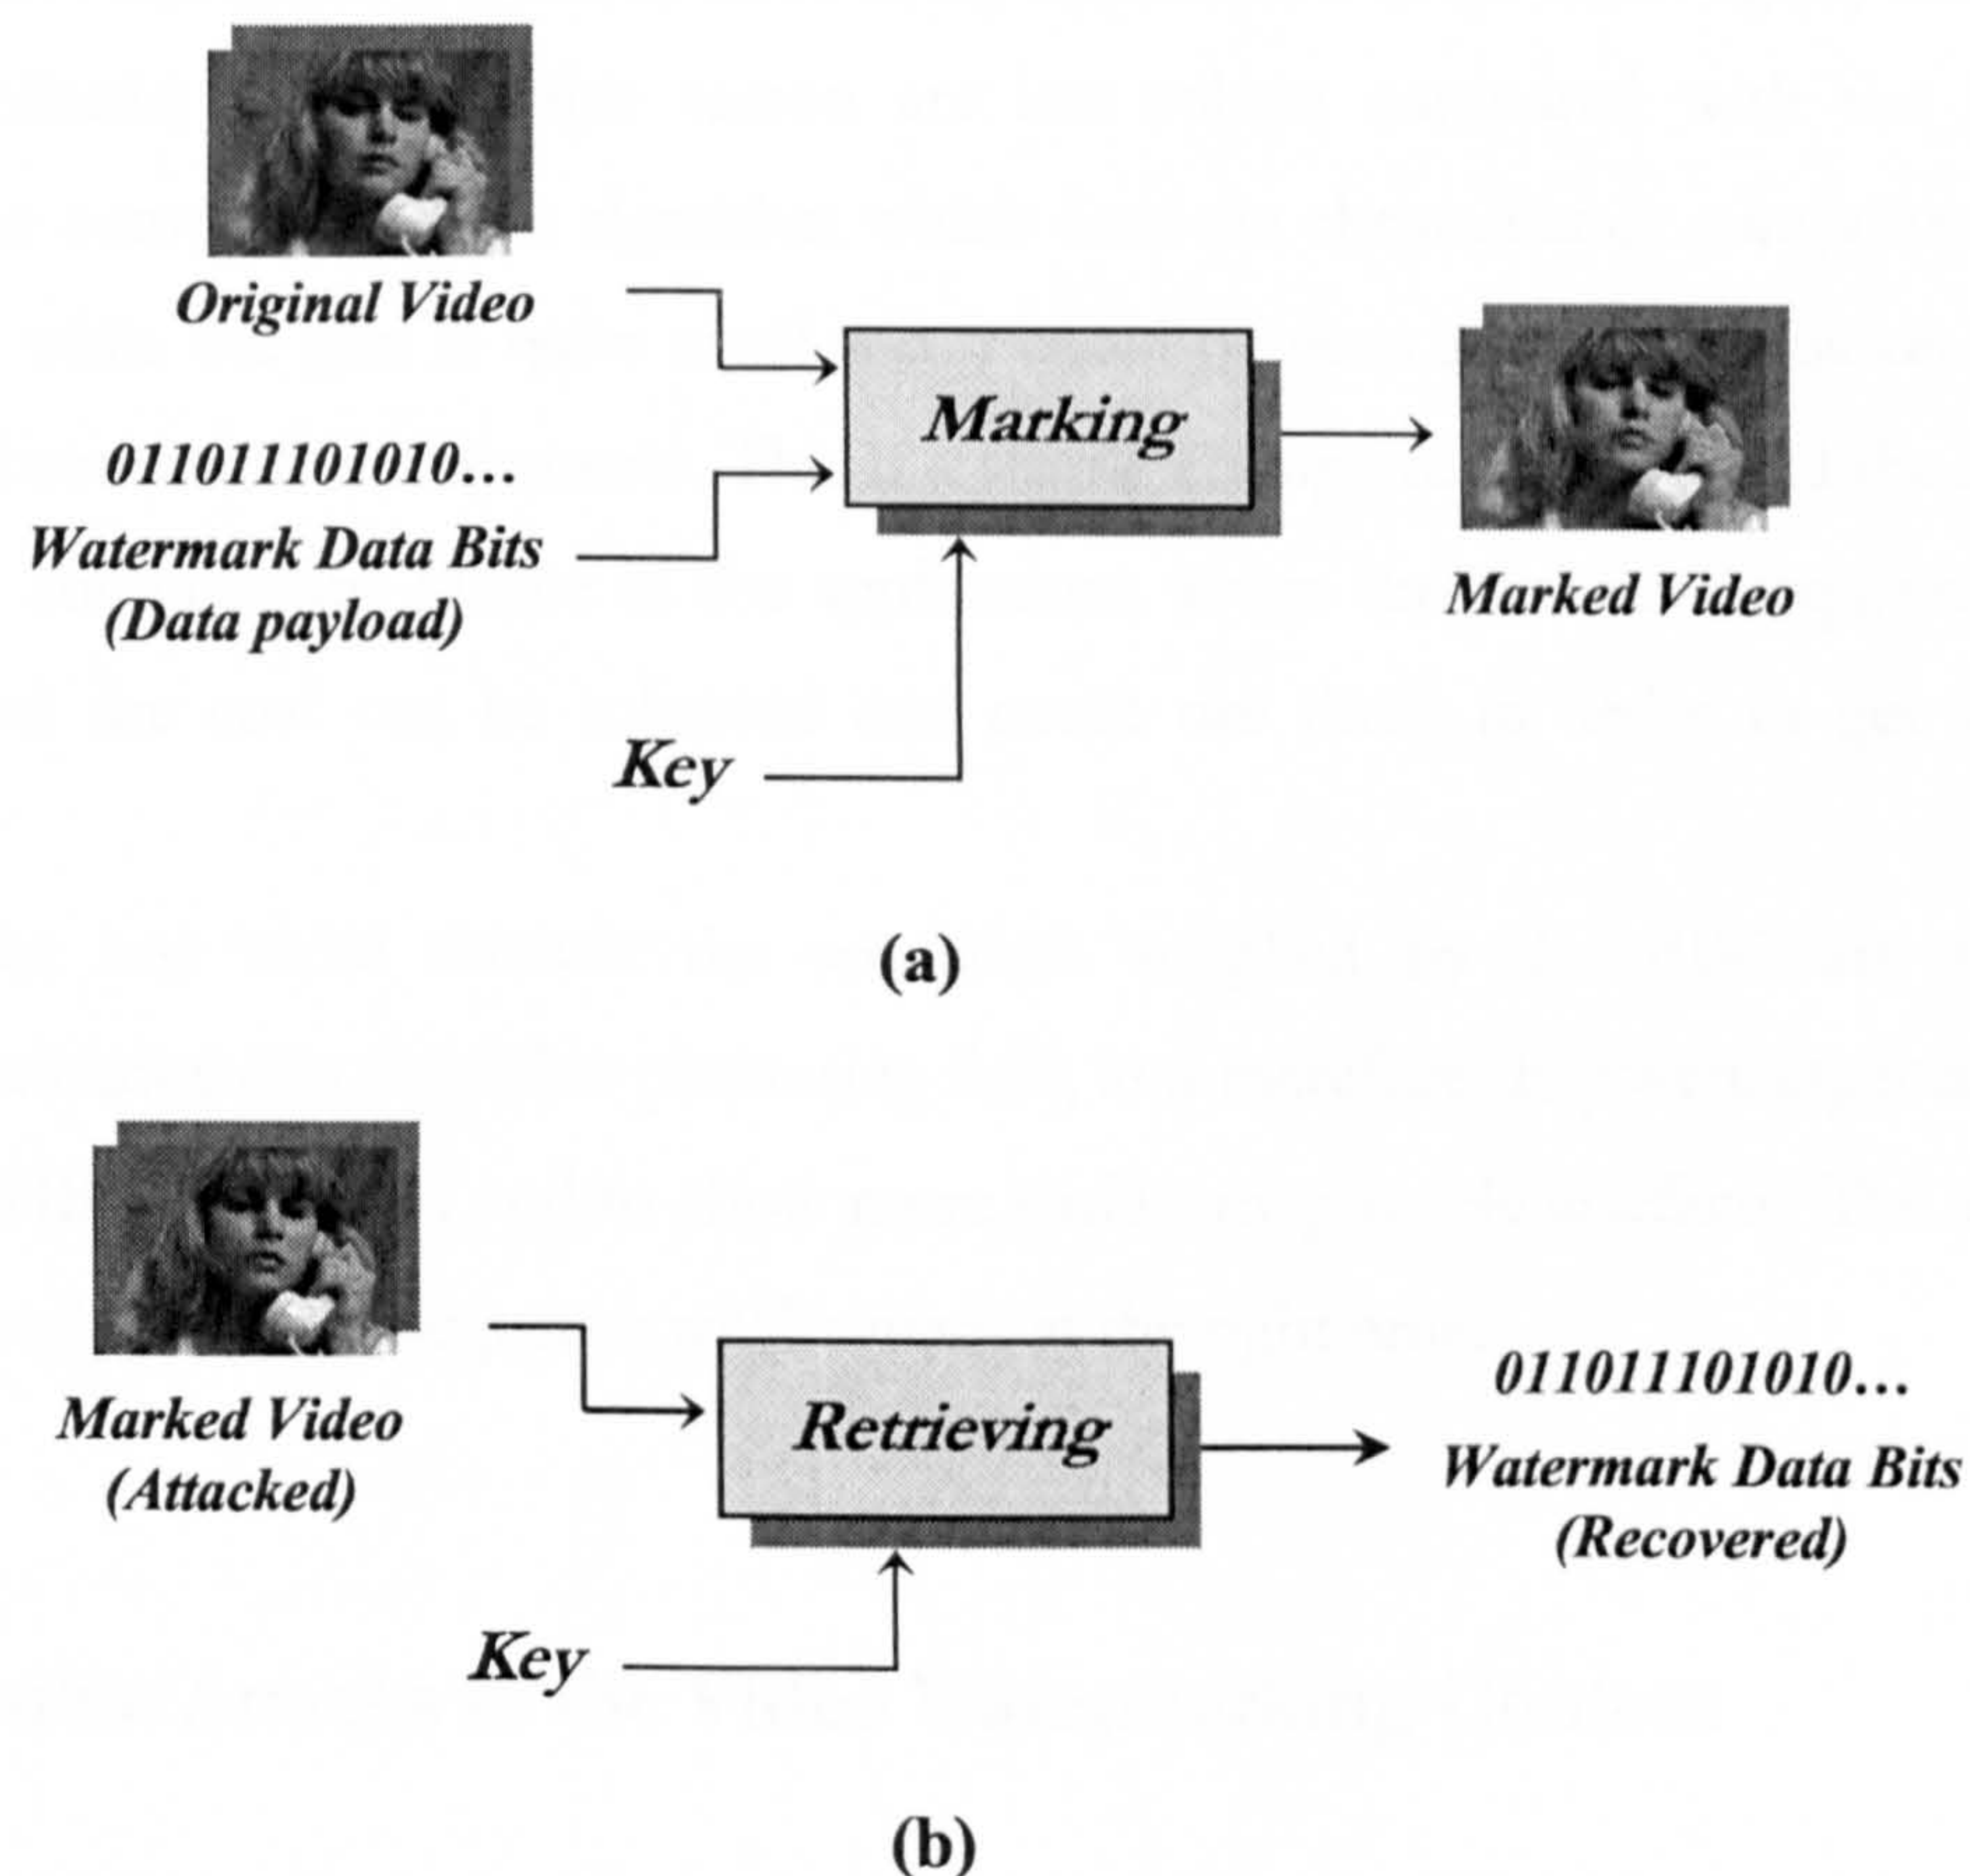 Original Video
011011101010...
Watermark Data Bits
(Data payload)
Marking
Marked Video
Key
(a)
Marked Video
(Attacked)
Retrieving
011011101010...
Watermark Data Bits
(Recovered)
Key
(b)